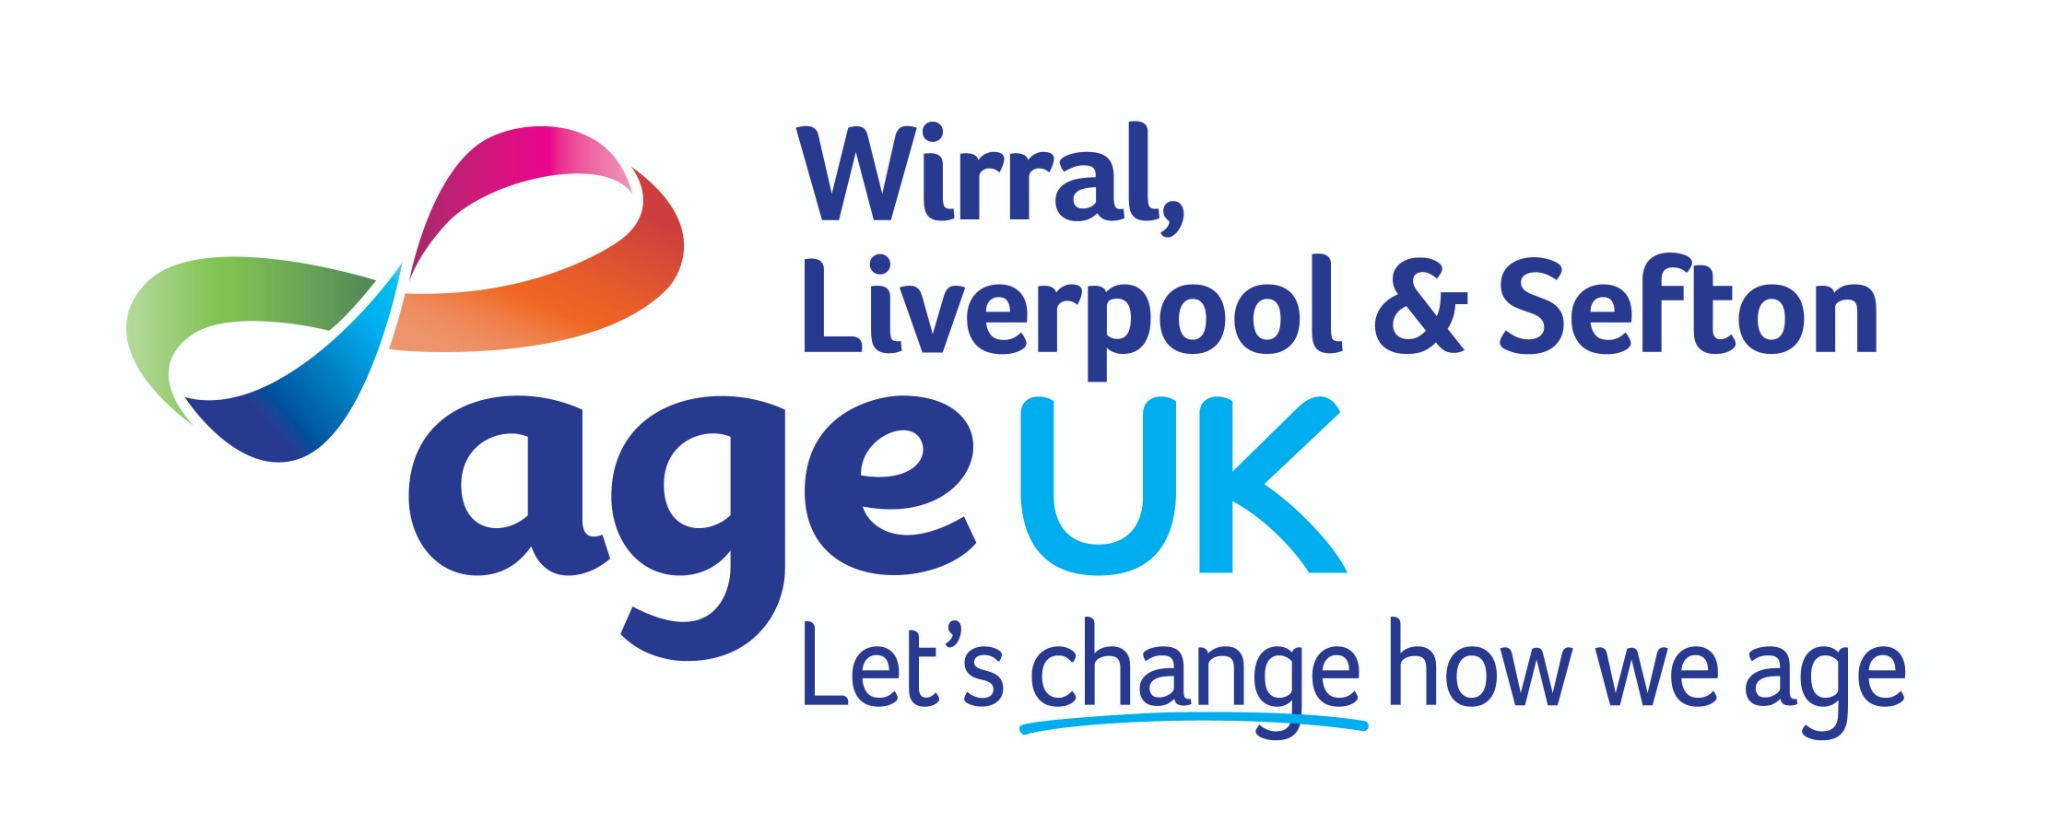 Wirral,
Liverpool & Sefton
age UK
Let's change how we age